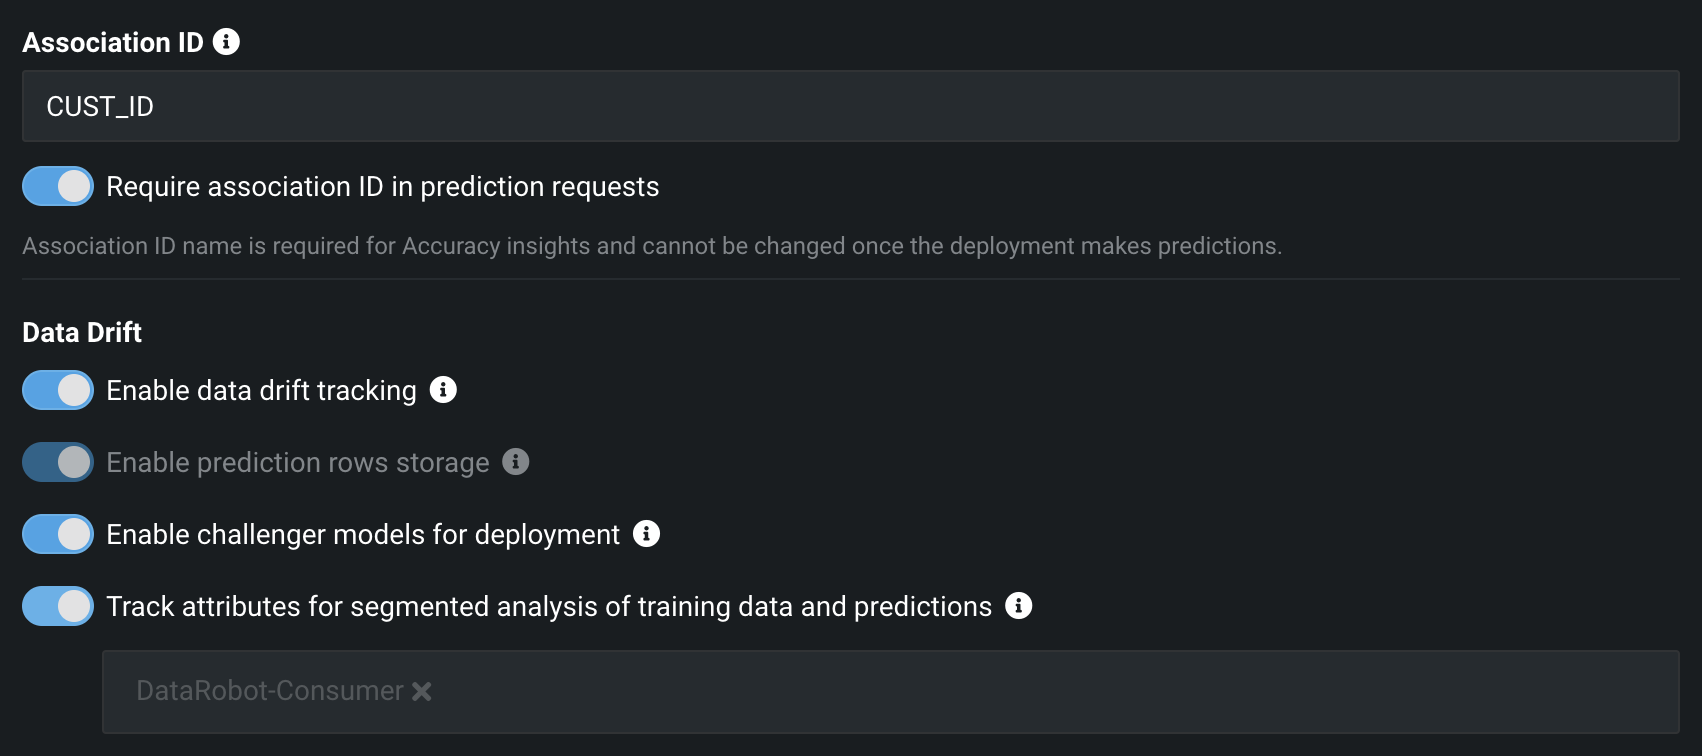 Association ID
CUST_ID
Require association ID in prediction requests
Association ID name is required for Accuracy insights and cannot be changed once the deployment makes predictions.
Data Drift
Enable data drift tracking
Enable prediction rows storage
Enable challenger models for deployment
Track attributes for segmented analysis of training data and predictions
DataRobot-Consumer